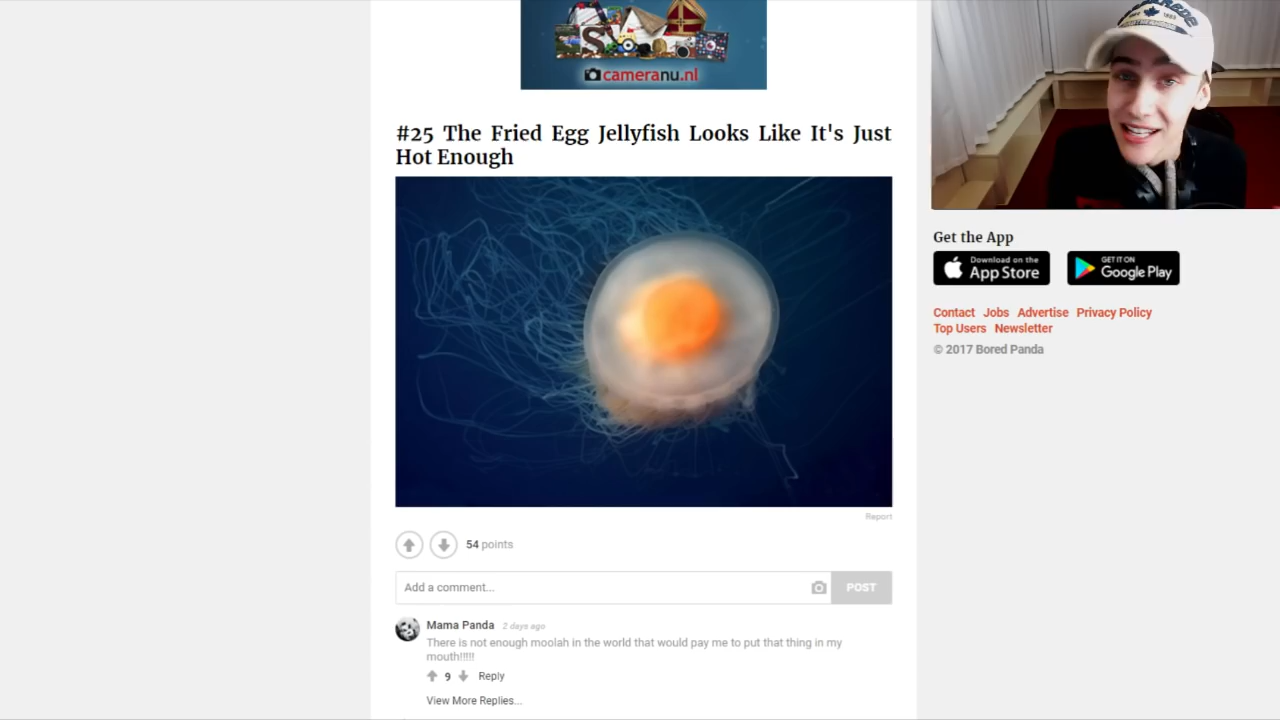 cameranu.nl
#25 The Fried Egg Jellyfish Looks Like It's Just
Hot Enough
Report
54 points
Add a comment...
POST
Mama Panda 2 days ago
There is not enough moolah in the world that would pay me to put that thing in my
mouth!!!!!
9 Reply
View More Replies...
Get the App
Download on the
App Store
GET IT ON
Google Play
Contact Jobs Advertise Privacy Policy
Top Users Newsletter
© 2017 Bored Panda